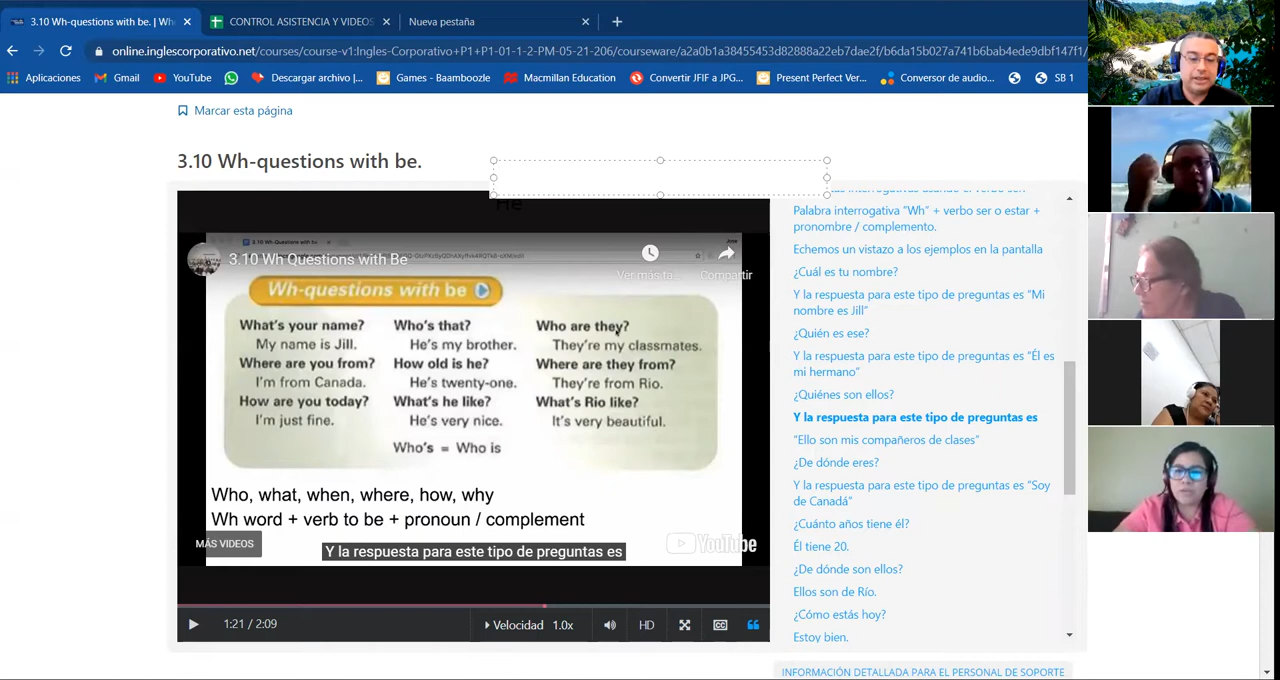 3.10 Wh-questions with be. | Wh
CONTROL ASISTENCIA Y VIDEOS
Nueva pestaña
online.inglescorporativo.net/courses/course-v1:Ingles-Corporativo+P1+P1-01-1-2-PM-05-21-206/courseware/a2a0b1a38455453d82888a22eb7dae2f/b6da15b027a741b6bab4ede9dbf147f1/
Aplicaciones
Gmail
YouTube
Descargar archivo |...
Games - Baamboozle
Macmillan Education
Convertir JFIF a JPG...
Present Perfect Ver...
Conversor de audio...
SB 1
Marcar esta página
3.10 Wh-questions with be.
He
3.10 Wh-Questions with be
3.10 Wh Questions with Be
Ver más ta...
Compartir
Wh-questions with be
What's your name?
My name is Jill.
Where are you from?
I'm from Canada.
How are you today?
I'm just fine.
Who's that?
He's my brother.
How old is he?
He's twenty-one.
What's he like?
He's very nice.
Who's = Who is
Who are they?
They're my classmates.
Where are they from?
They're from Rio.
What's Rio like?
It's very beautiful.
Who, what, when, where, how, why
Wh word + verb to be + pronoun / complement
MÁS VIDEOS
Y la respuesta para este tipo de preguntas es
YouTube
1:21 / 2:09
Velocidad 1.0x
HD
Palabra interrogativa "Wh" + verbo ser o estar +
pronombre / complemento.
Echemos un vistazo a los ejemplos en la pantalla
¿Cuál es tu nombre?
Y la respuesta para este tipo de preguntas es "Mi
nombre es Jill"
¿Quién es ese?
Y la respuesta para este tipo de preguntas es "Él es
mi hermano"
¿Quiénes son ellos?
Y la respuesta para este tipo de preguntas es
"Ello son mis compañeros de clases"
¿De dónde eres?
Y la respuesta para este tipo de preguntas es "Soy
de Canadá"
¿Cuánto años tiene él?
Él tiene 20.
¿De dónde son ellos?
Ellos son de Río.
¿Cómo estás hoy?
Estoy bien.
INFORMACIÓN DETALLADA PARA EL PERSONAL DE SOPORTE